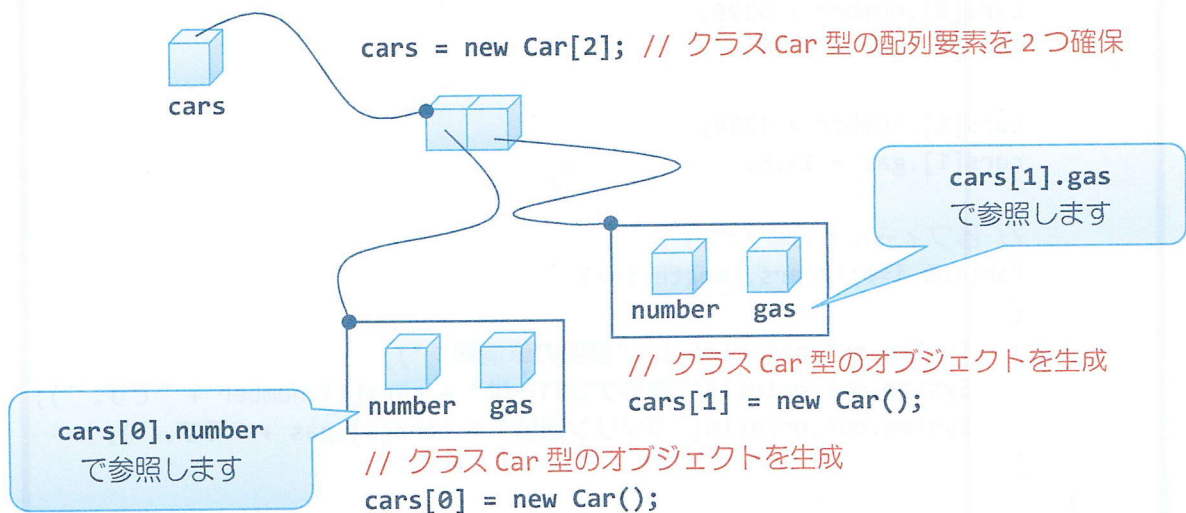 cars = new Car[2]; // クラス Car 型の配列要素を 2 つ確保
cars
cars[1].gas
で参照します
number
gas
// クラス Car 型のオブジェクトを生成
cars[1] = new Car();
number
gas
cars[0].number
で参照します
// クラス Car 型のオブジェクトを生成
cars[0] = new Car();